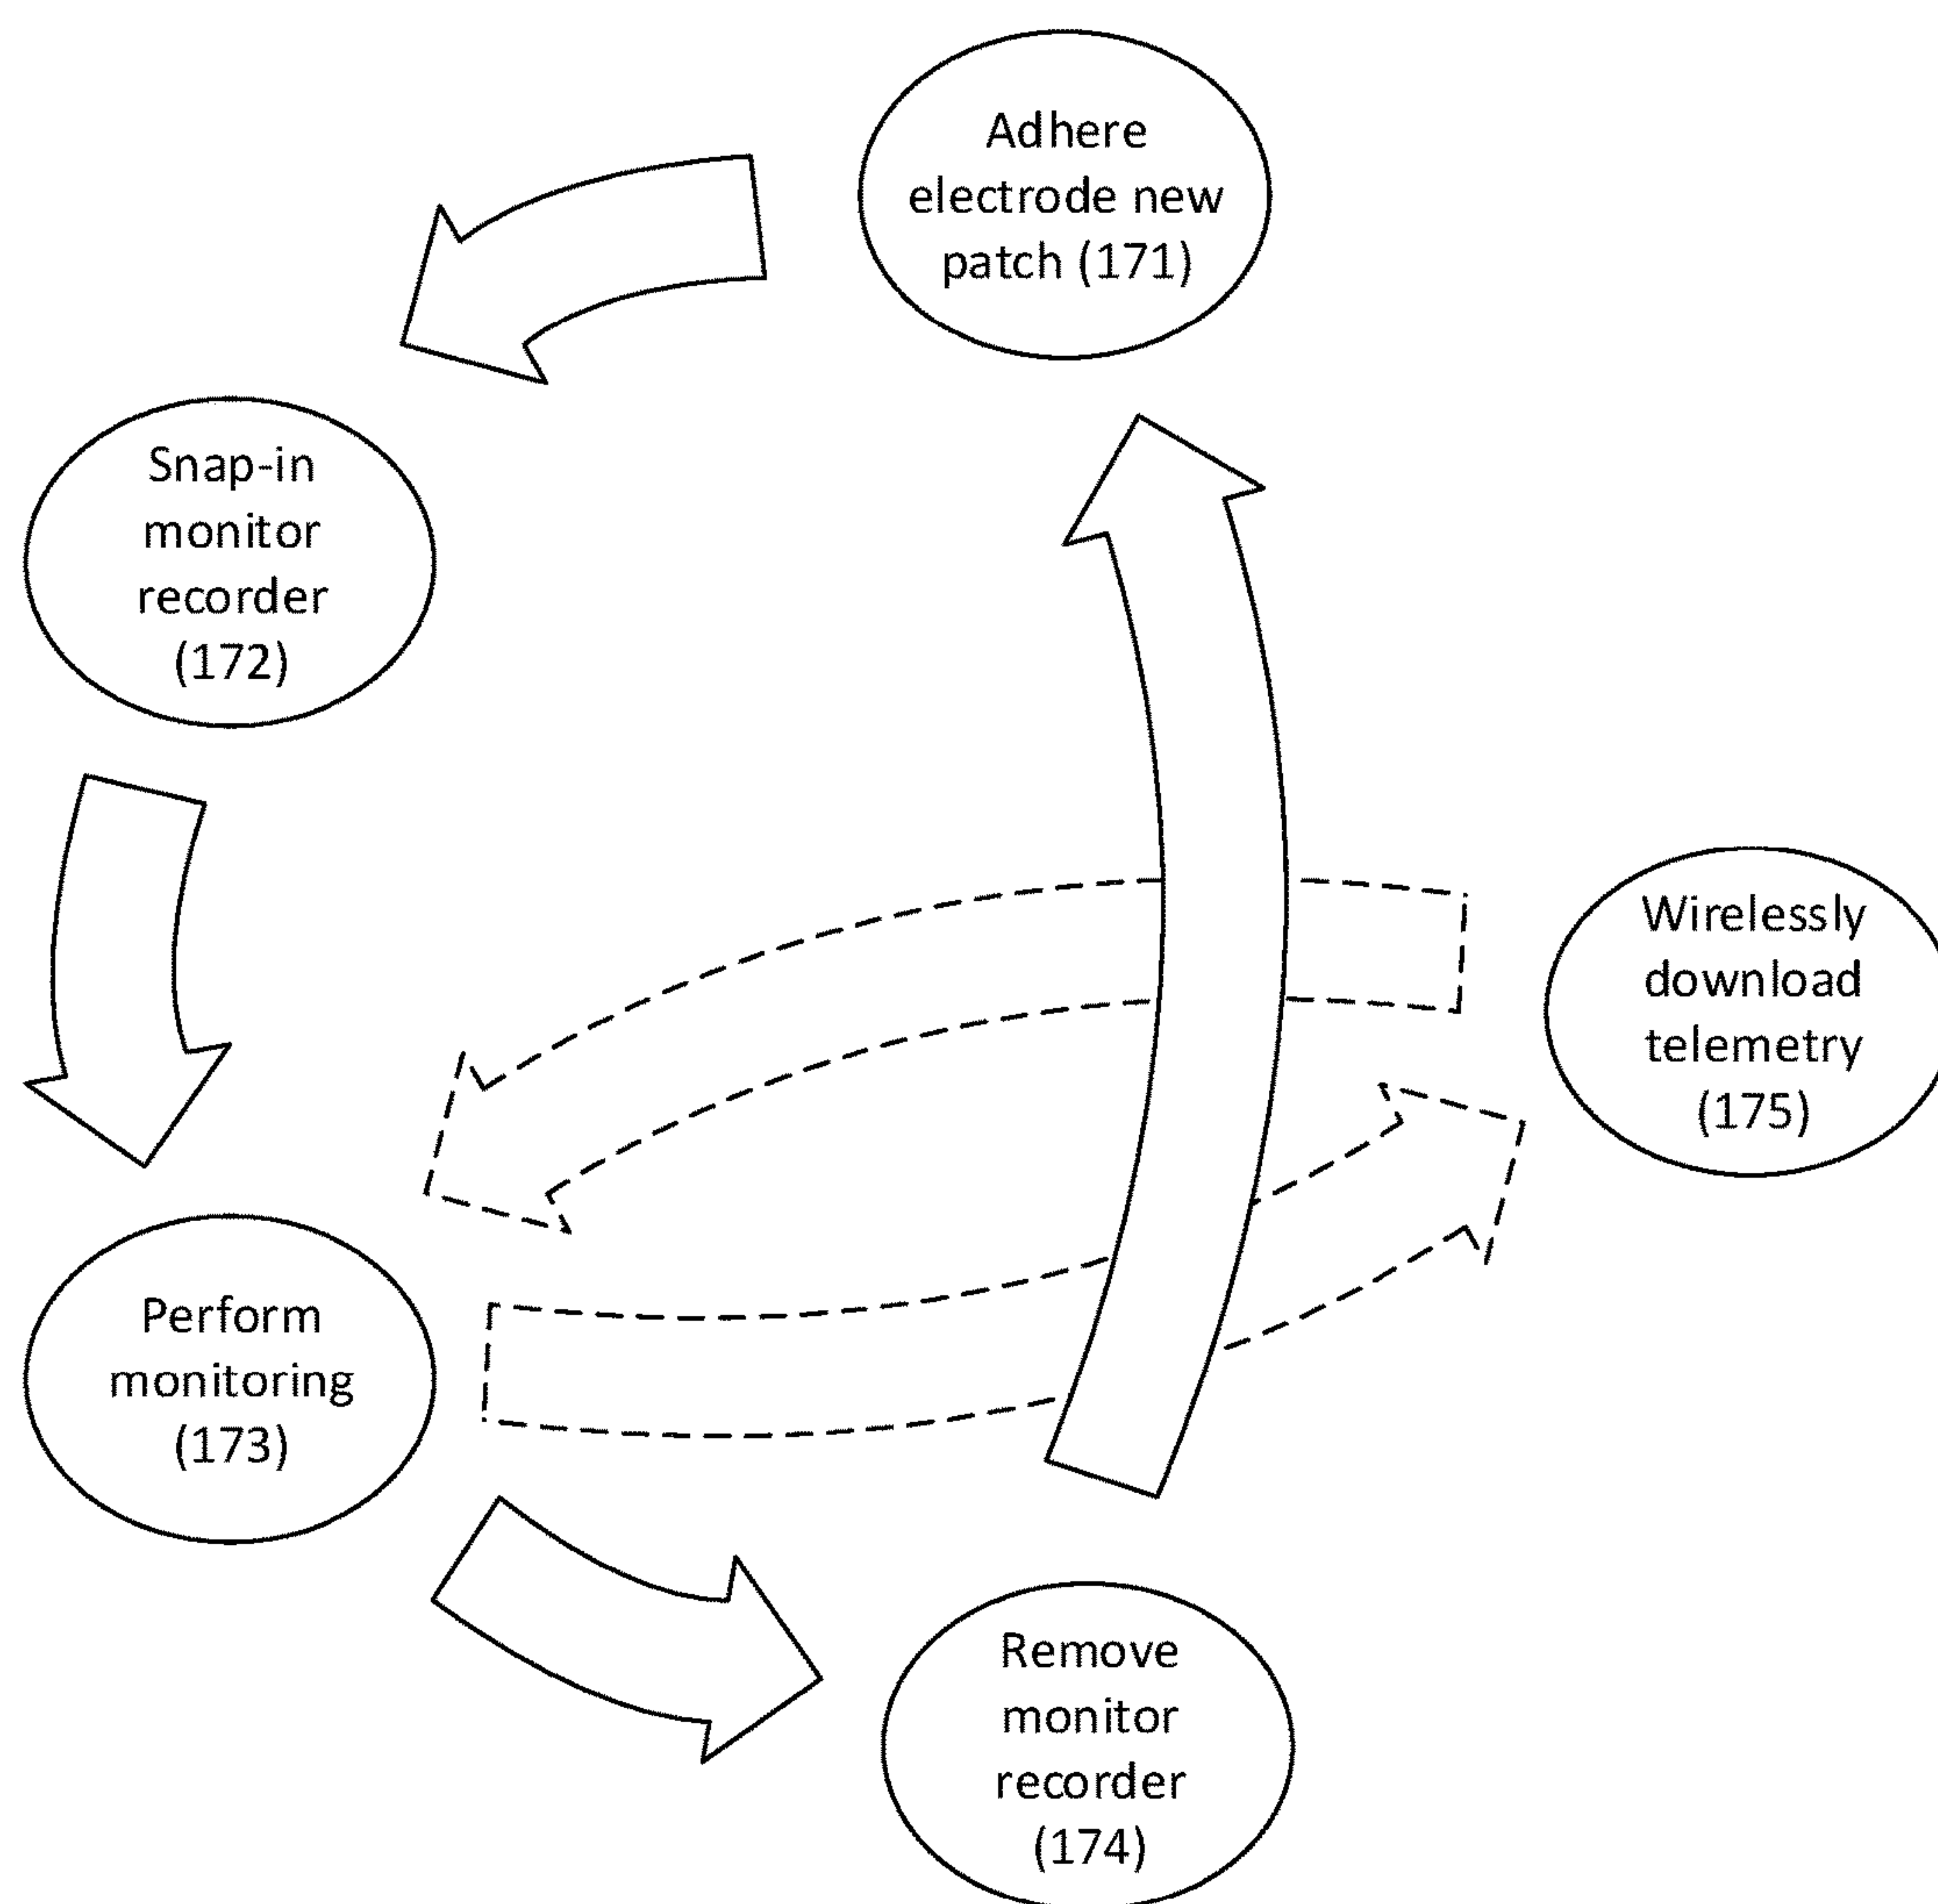 Adhere
electrode new
patch (171)
Snap-in
monitor
recorder
(172)
Wirelessly
download
telemetry
(175)
Perform
monitoring
(173)
Remove
monitor
recorder
(174)